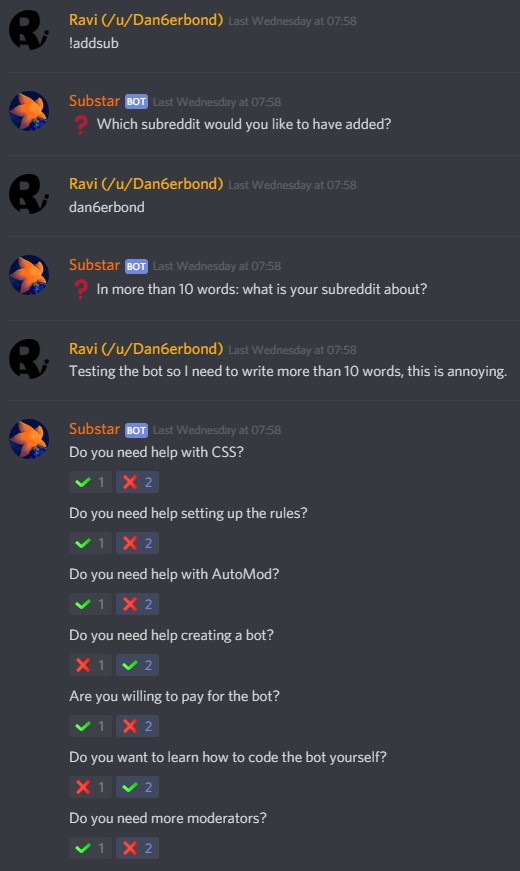 Ravi (/u/Dan6erbond) Last Wednesday at 07:58
!addsub
Substar BOT Last Wednesday at 07:58
❓ Which subreddit would you like to have added?
Ravi (/u/Dan6erbond) Last Wednesday at 07:58
dan6erbond
Substar BOT Last Wednesday at 07:58
❓ In more than 10 words: what is your subreddit about?
Ravi (/u/Dan6erbond) Last Wednesday at 07:58
Testing the bot so I need to write more than 10 words, this is annoying.
Substar BOT Last Wednesday at 07:58
Do you need help with CSS?
✔ 1 ❌ 2
Do you need help setting up the rules?
✔ 1 ❌ 2
Do you need help with AutoMod?
✔ 1 ❌ 2
Do you need help creating a bot?
❌ 1 ✔ 2
Are you willing to pay for the bot?
✔ 1 ❌ 2
Do you want to learn how to code the bot yourself?
❌ 1 ✔ 2
Do you need more moderators?
✔ 1 ❌ 2